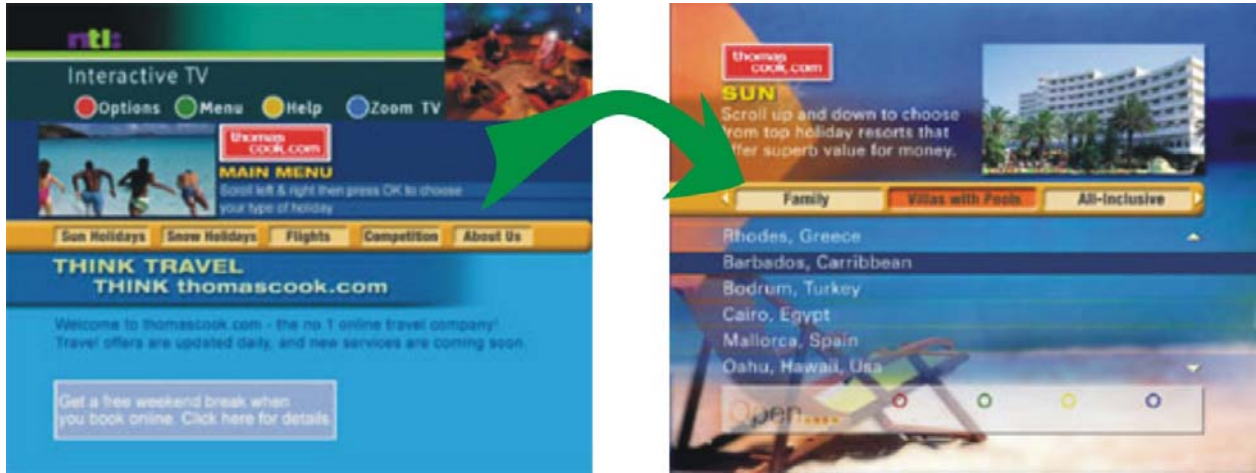 ntl:
Interactive TV
Options Menu Help Zoom TV
thomas
cook.com
MAIN MENU
Scroll left & right then press OK to choose
your type of holiday
Sun Holidays Snow Holidays Flights Competition About Us
THINK TRAVEL
THINK thomascook.com
Welcome to thomascook.com - the no 1 online travel company!
Travel offers are updated daily, and new services are coming soon.
Get a free weekend break when
you book online. Click here for details.
thomas
cook.com
SUN
Scroll up and down to choose
from top holiday resorts that
offer superb value for money.
Family Villas with Pools All-Inclusive
Rhodes, Greece
Barbados, Carribbean
Bodrum, Turkey
Cairo, Egypt
Mallorca, Spain
Oahu, Hawaii, Usa
Open....